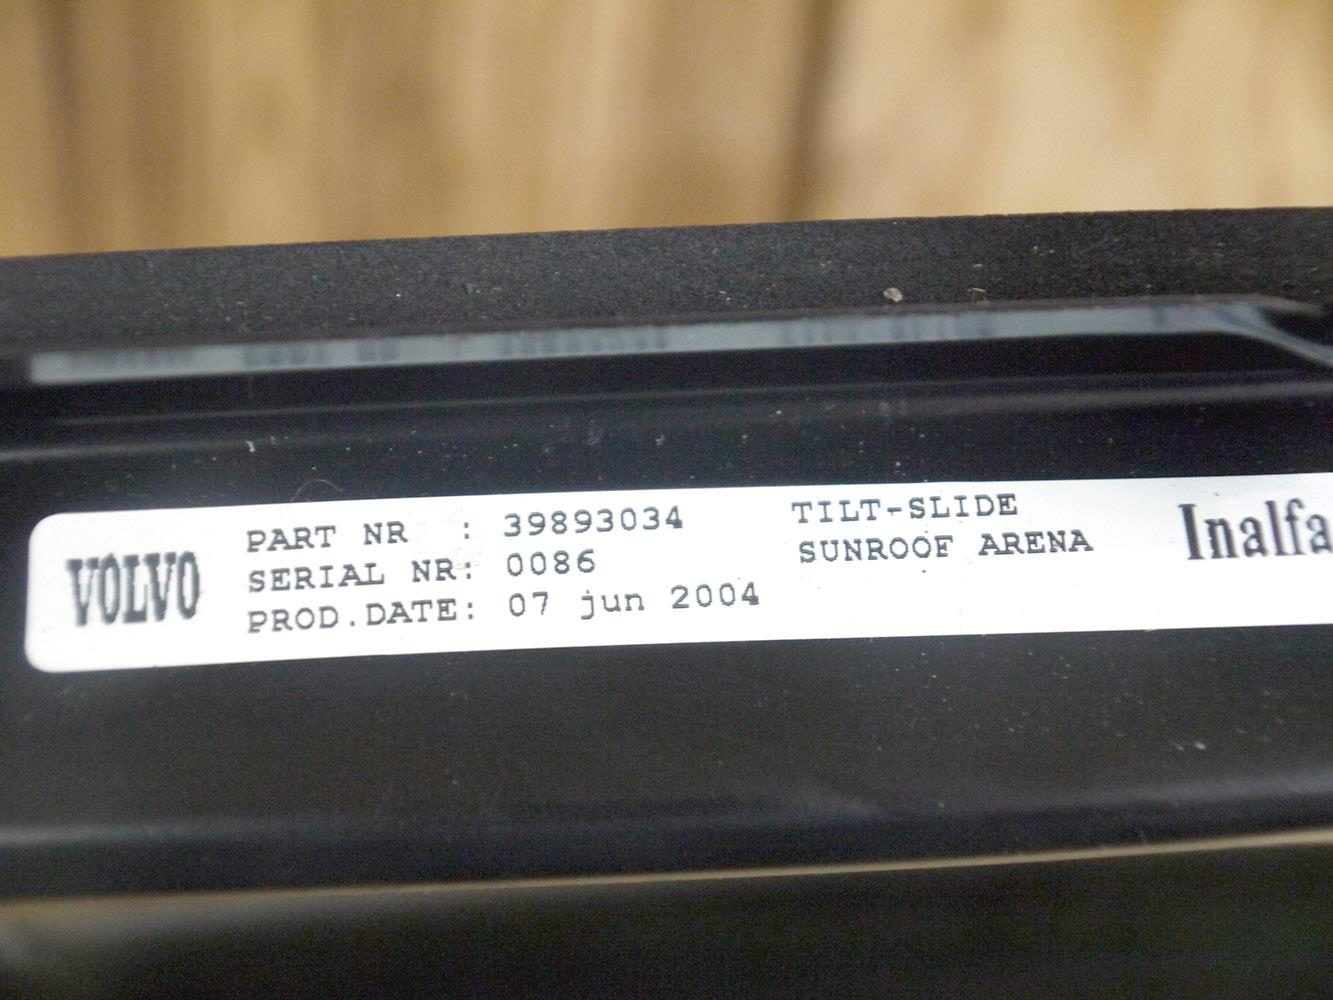 VOLVO
PART NR : 39893034
SERIAL NR: 0086
PROD.DATE: 07 jun 2004
TILT-SLIDE
SUNROOF ARENA
Inalfa